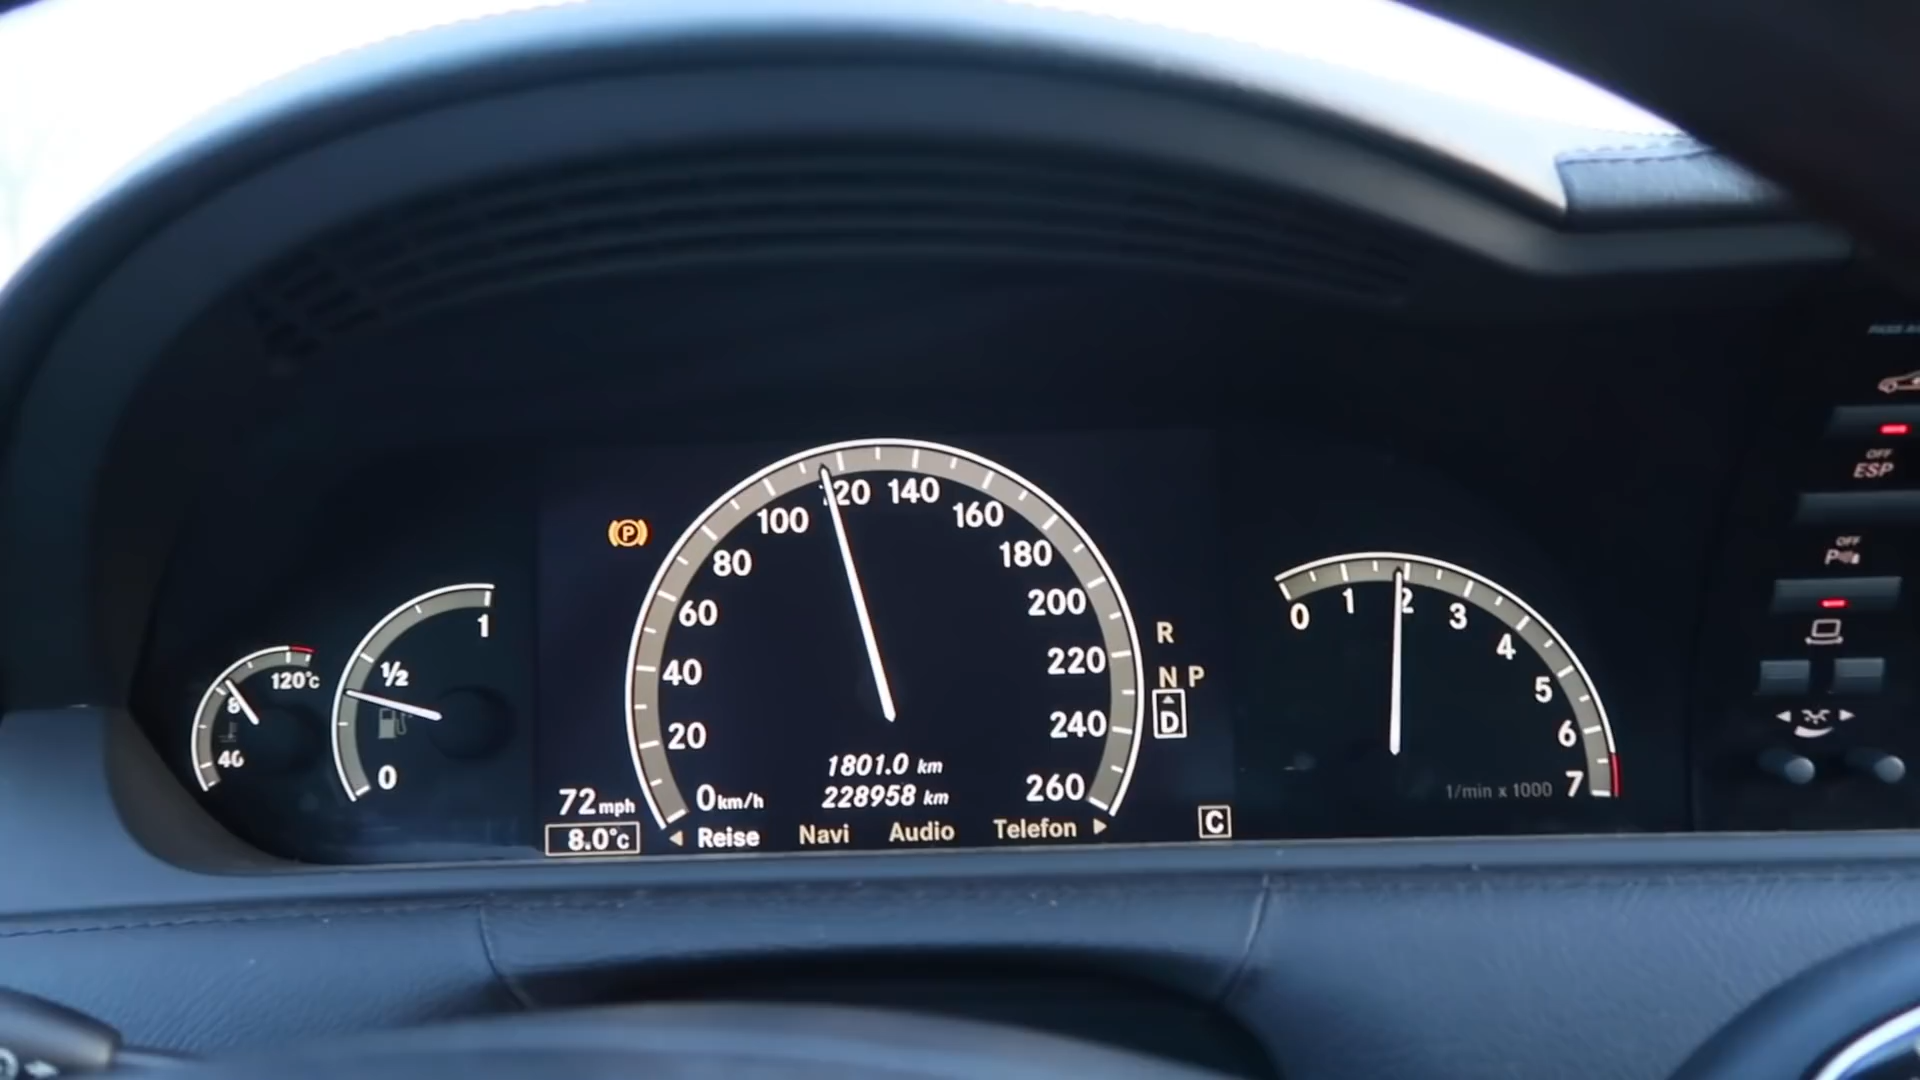 120°c
40
1
½
0
0 km/h
20
40
60
80
100
120
140
160
180
200
220
240
260
1801.0 km
228958 km
72 mph
8.0°c
Reise Navi Audio Telefon
P
R
N P
D
C
0
1
2
3
4
5
6
7
1/min x 1000
OFF
ESP
OFF
P